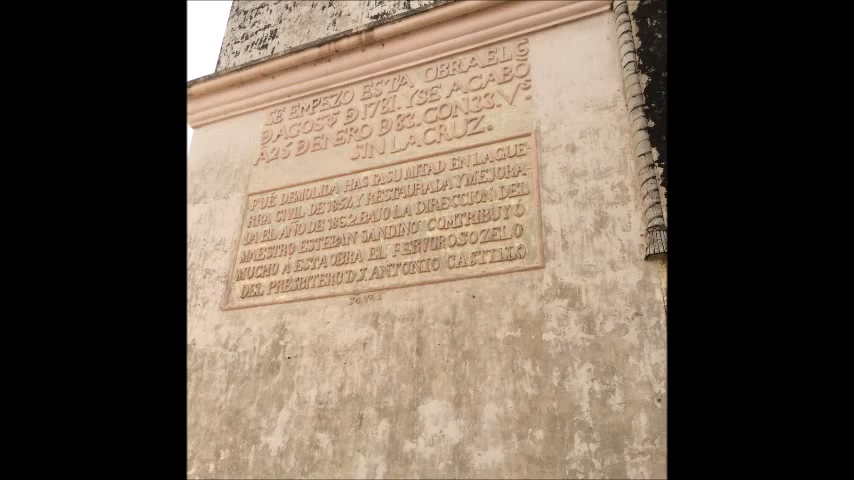 SE EMPEZO ESTA OBRA EL 6
D AGOSTO D 1781. Y SE ACABÓ
A 26 D ENERO D 83. CON 33. Vs
SIN LA CRUZ.
FUÉ DEMOLIDA HASTA SU MITAD EN LA GUE-
RRA CIVIL DE 1854, Y RESTAURADA Y MEJORA-
DA EL AÑO DE 1862. BAJO LA DIRECCION DEL
MAESTRO ESTEBAN SANDINO CONTRIBUYO
MUCHO A ESTA OBRA EL FERVOROSO ZELO
DEL PRESBITERO D. J. ANTONIO CASTILLO